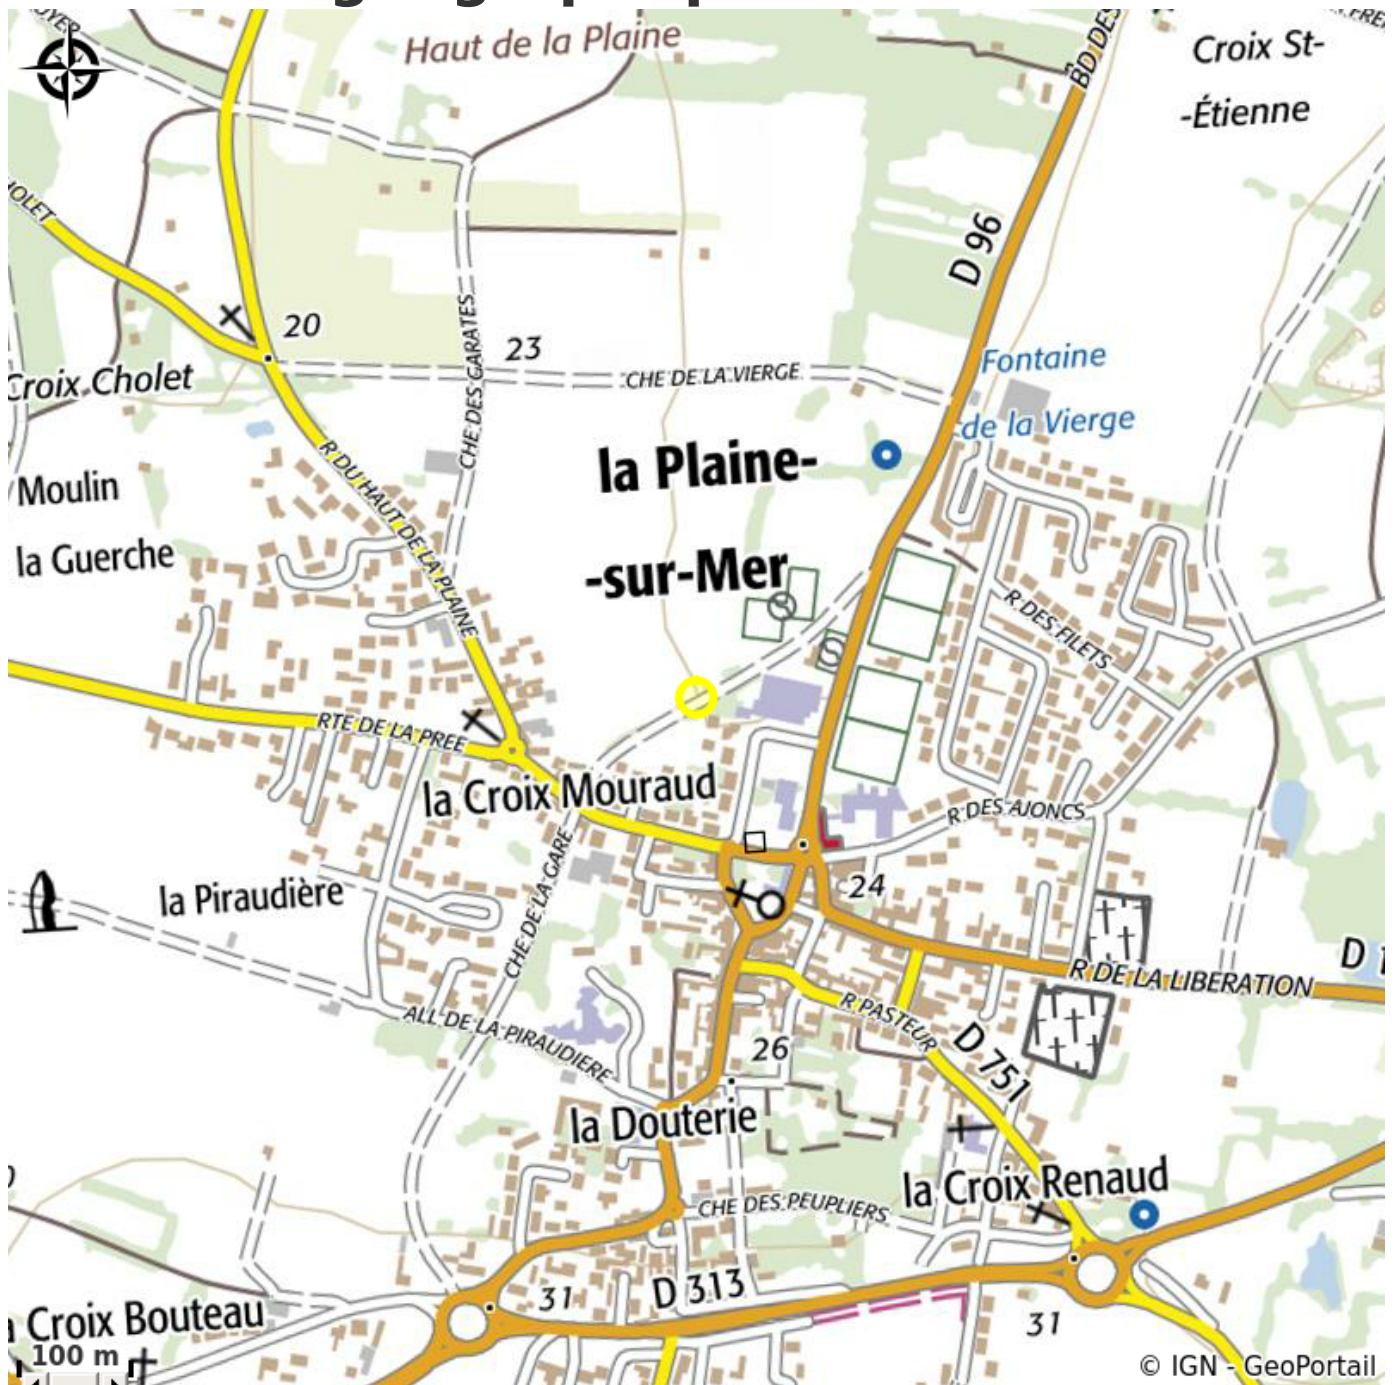 Haut de la Plaine
Croix St-
-Étienne
BD DES
D 96
20
23
CHE DES GARATES
CHE DE LA VIERGE
Fontaine
de la Vierge
Croix Cholet
R DU HAUT DE LA PLAINE
la Plaine-
-sur-Mer
Moulin
la Guerche
R DES FILETS
RTE DE LA PREE
la Croix Mouraud
R DES AJONCS
la Piraudière
CHE DE LA GARE
24
R DE LA LIBERATION
R PASTEUR
D 751
ALL DE LA PIRAUDIERE
26
la Douterie
la Croix Renaud
CHE DES PEUPLIERS
D 313
31
31
Croix Bouteau
100 m
© IGN - GeoPortail